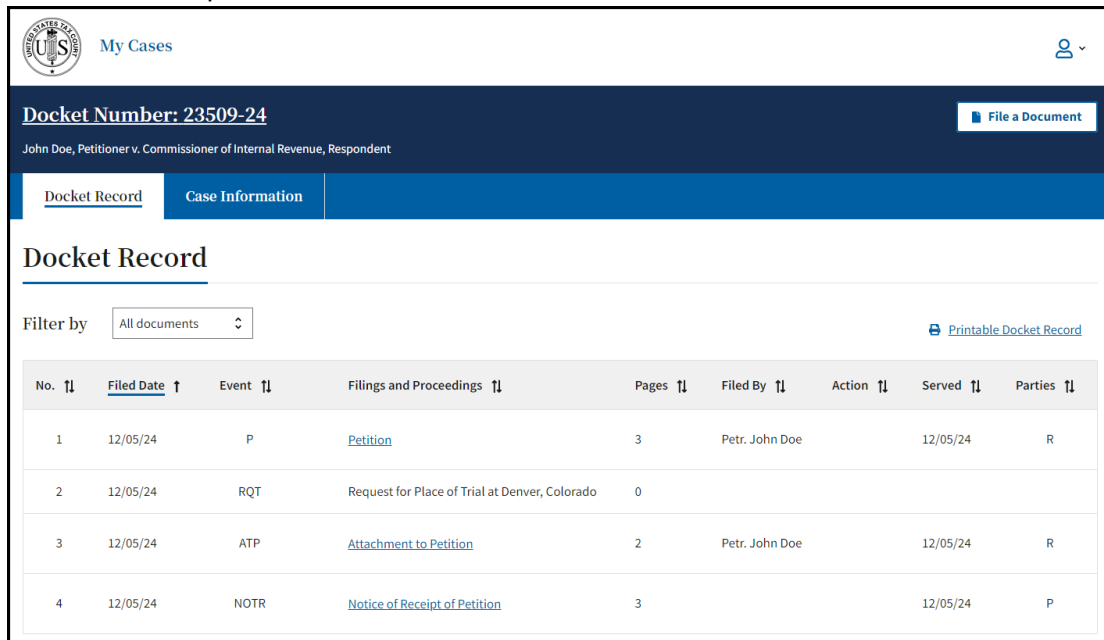 UNITED STATES TAX COURT
US
My Cases
Docket Number: 23509-24
File a Document
John Doe, Petitioner v. Commissioner of Internal Revenue, Respondent
Docket Record Case Information
Docket Record
Filter by All documents
Printable Docket Record
No. Filed Date Event Filings and Proceedings Pages Filed By Action Served Parties
1 12/05/24 P Petition 3 Petr. John Doe 12/05/24 R
2 12/05/24 RQT Request for Place of Trial at Denver, Colorado 0
3 12/05/24 ATP Attachment to Petition 2 Petr. John Doe 12/05/24 R
4 12/05/24 NOTR Notice of Receipt of Petition 3 12/05/24 P